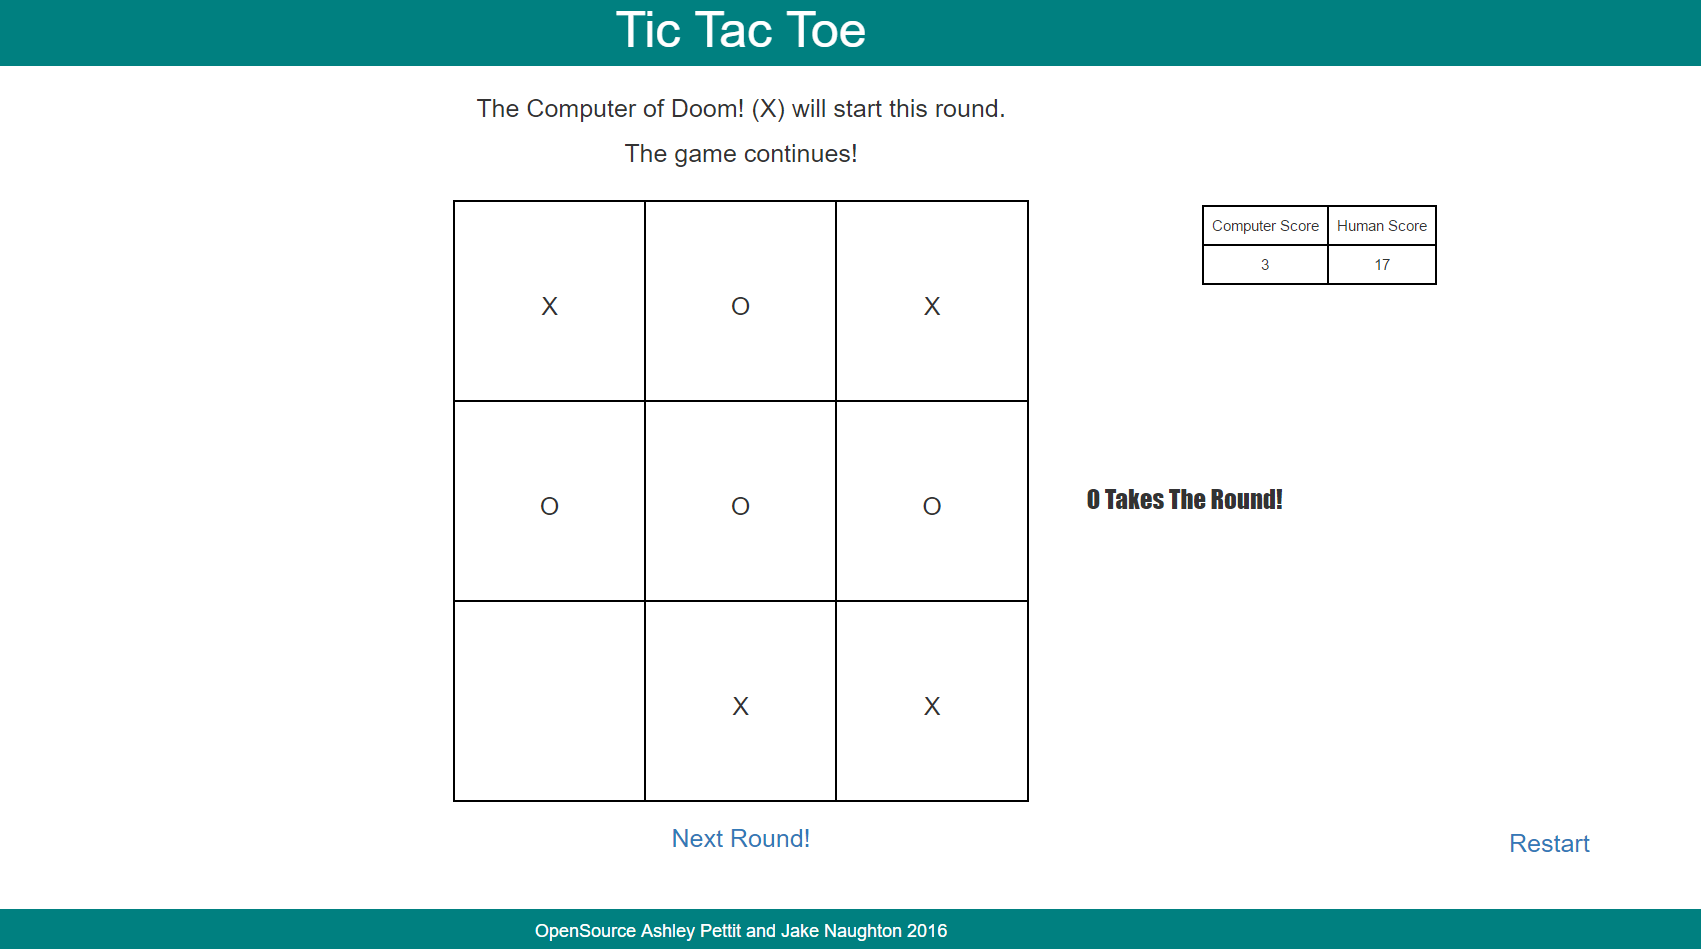 Tic Tac Toe
The Computer of Doom! (X) will start this round.
The game continues!
Computer Score Human Score
3 17
X O X
O O O
O Takes The Round!
X X
Next Round!
Restart
OpenSource Ashley Pettit and Jake Naughton 2016